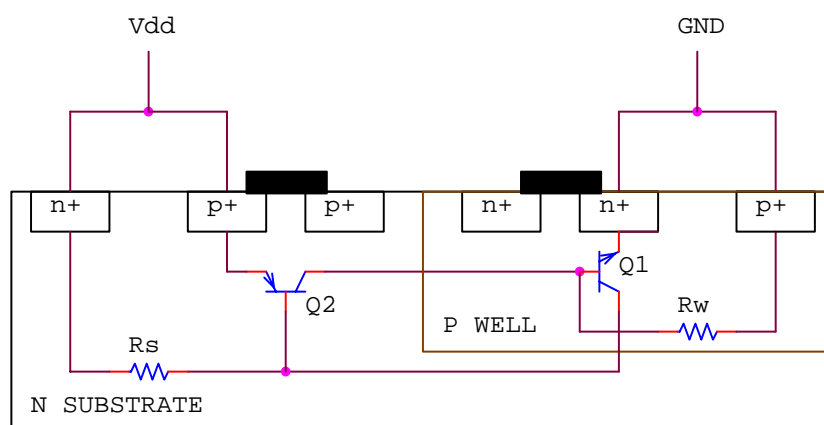 Vdd
GND
n+
p+
p+
n+
n+
p+
Q2
Q1
Rs
Rw
P WELL
N SUBSTRATE